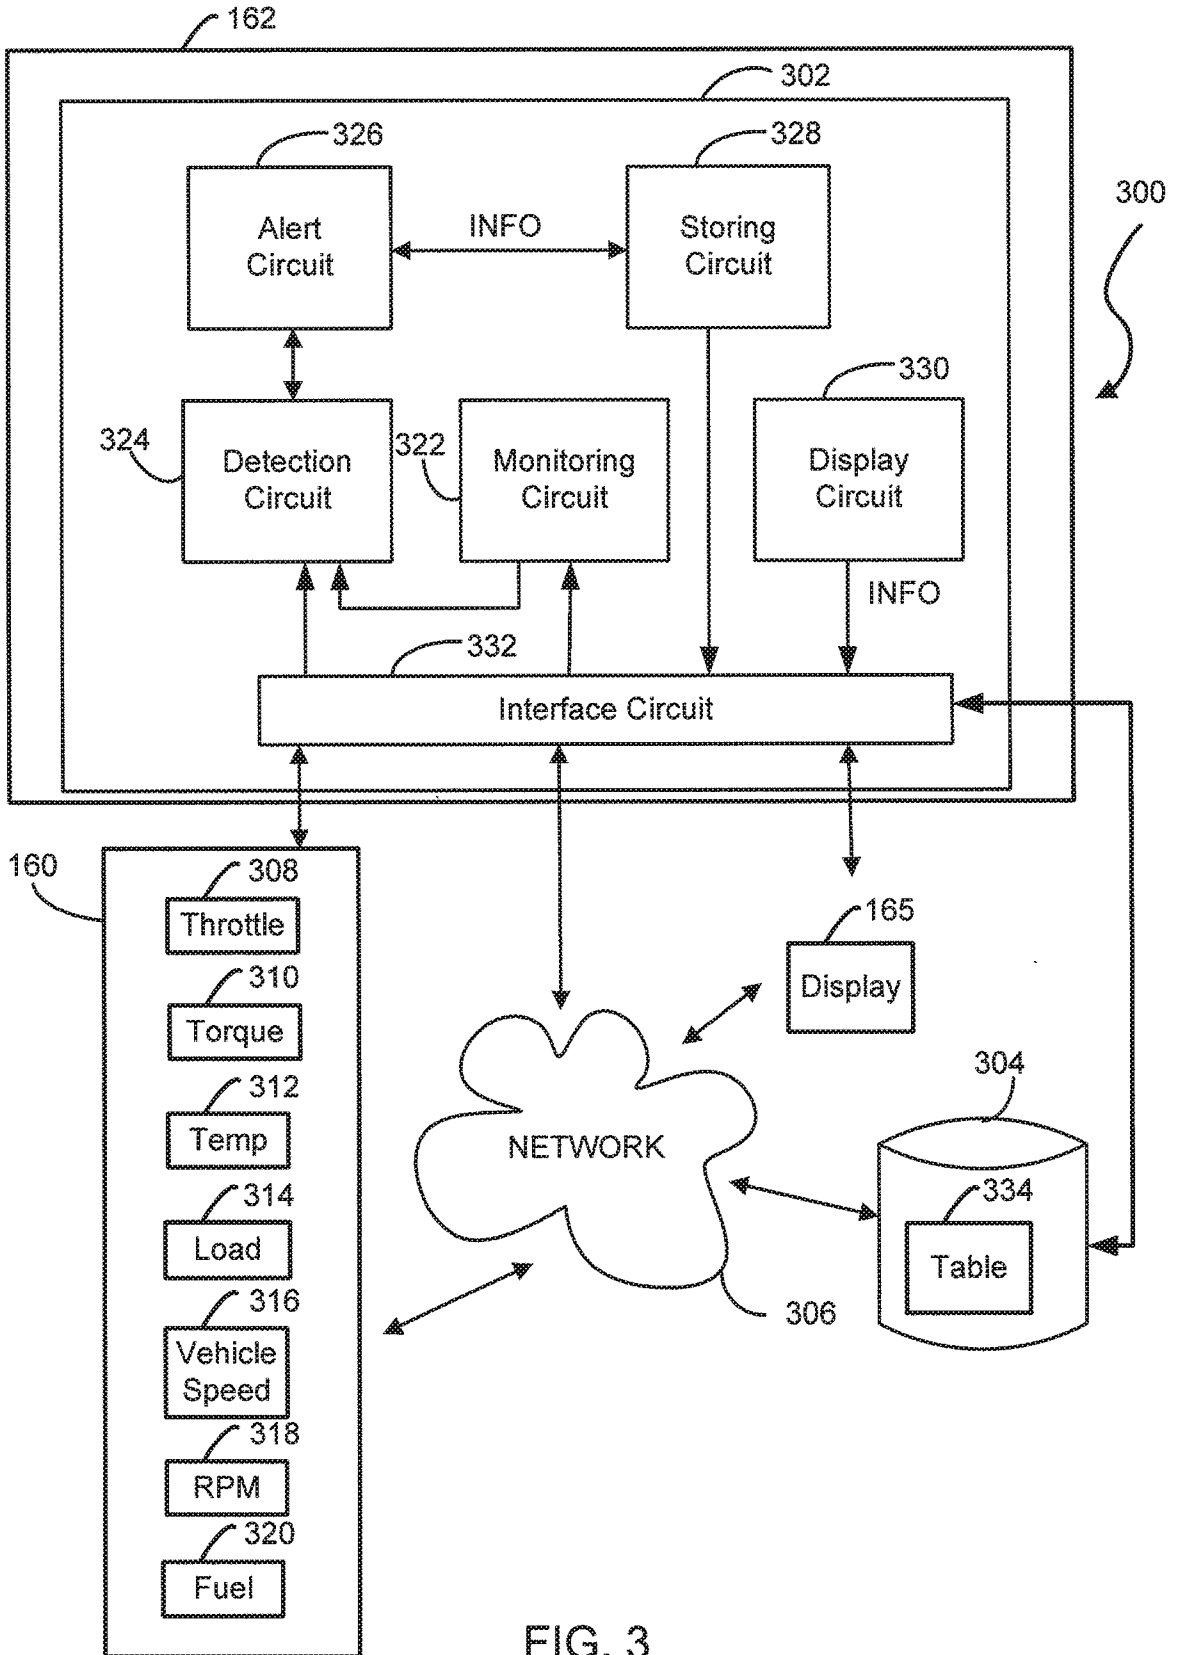 162
302
326
328
300
Alert
Circuit
INFO
Storing
Circuit
330
324
322
Detection
Circuit
Monitoring
Circuit
Display
Circuit
INFO
332
Interface Circuit
160
308
Throttle
165
310
Display
Torque
304
312
Temp
NETWORK
314
334
Load
Table
316
306
Vehicle
Speed
318
RPM
320
Fuel
FIG. 3